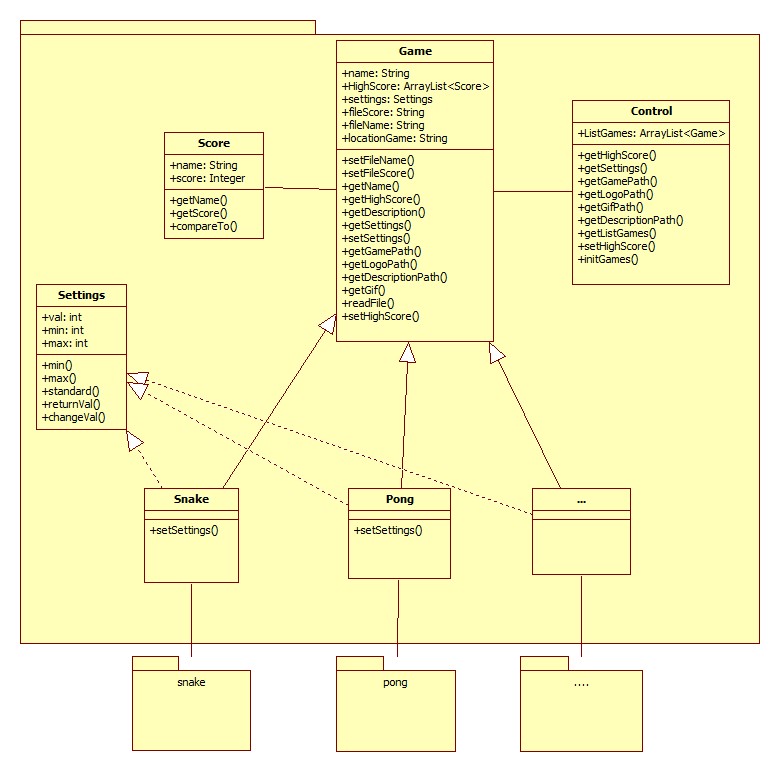 Game
+name: String
+HighScore: ArrayList<Score>
+settings: Settings
+fileScore: String
+fileName: String
+locationGame: String
+setFileName()
+setFileScore()
+getName()
+getHighScore()
+getDescription()
+getSettings()
+setSettings()
+getGamePath()
+getLogoPath()
+getDescriptionPath()
+getGif()
+readFile()
+setHighScore()
Control
+ListGames: ArrayList<Game>
+getHighScore()
+getSettings()
+getGamePath()
+getLogoPath()
+getGifPath()
+getDescriptionPath()
+getListGames()
+setHighScore()
+initGames()
Score
+name: String
+score: Integer
+getName()
+getScore()
+compareTo()
Settings
+val: int
+min: int
+max: int
+min()
+max()
+standard()
+returnVal()
+changeVal()
Snake
+setSettings()
Pong
+setSettings()
...
snake
pong
....